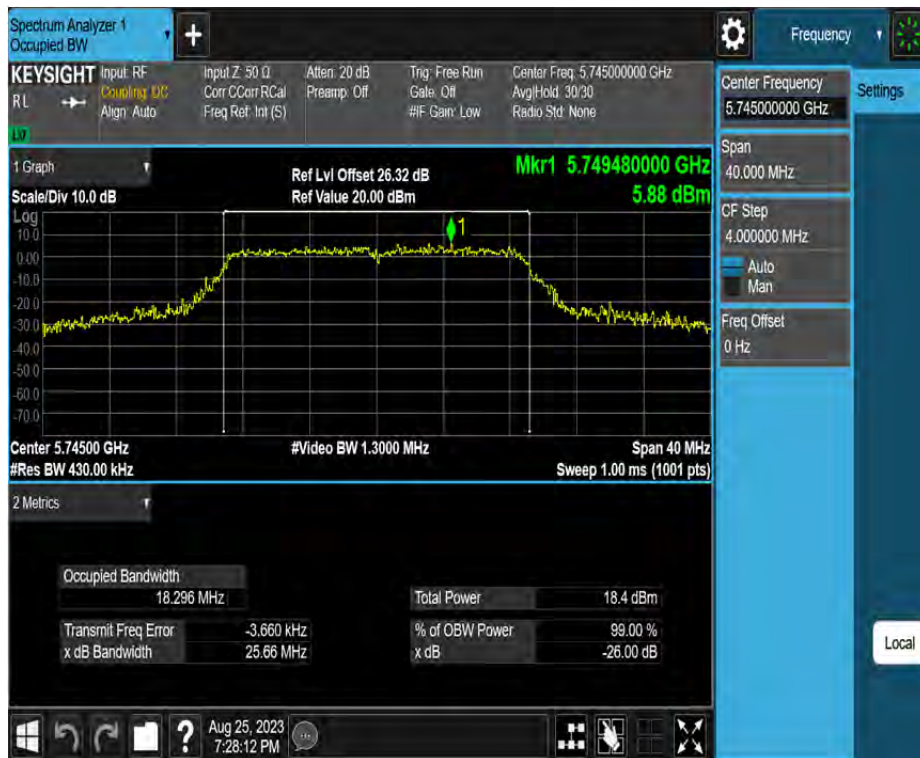 Spectrum Analyzer 1
Occupied BW
Frequency
KEYSIGHT
RL
Input: RF
Coupling: DC
Align: Auto
Input Z: 50 Ω
Corr CCorr RCal
Freq Ref: Int (S)
Atten: 20 dB
Preamp: Off
Trig: Free Run
Gate: Off
#IF Gain: Low
Center Freq: 5.745000000 GHz
Avg|Hold: 30/30
Radio Std: None
Center Frequency
5.745000000 GHz
Settings
Span
40.000 MHz
CF Step
4.000000 MHz
Auto
Man
Freq Offset
0 Hz
1 Graph
Scale/Div 10.0 dB
Ref Lvl Offset 26.32 dB
Ref Value 20.00 dBm
Mkr1 5.749480000 GHz
5.88 dBm
Log
10.0
0.00
-10.0
-20.0
-30.0
-40.0
-50.0
-60.0
-70.0
1
Center 5.74500 GHz
#Res BW 430.00 kHz
#Video BW 1.3000 MHz
Span 40 MHz
Sweep 1.00 ms (1001 pts)
2 Metrics
Occupied Bandwidth
18.296 MHz
Transmit Freq Error -3.660 kHz
x dB Bandwidth 25.66 MHz
Total Power 18.4 dBm
% of OBW Power 99.00 %
x dB -26.00 dB
Local
Aug 25, 2023
7:28:12 PM